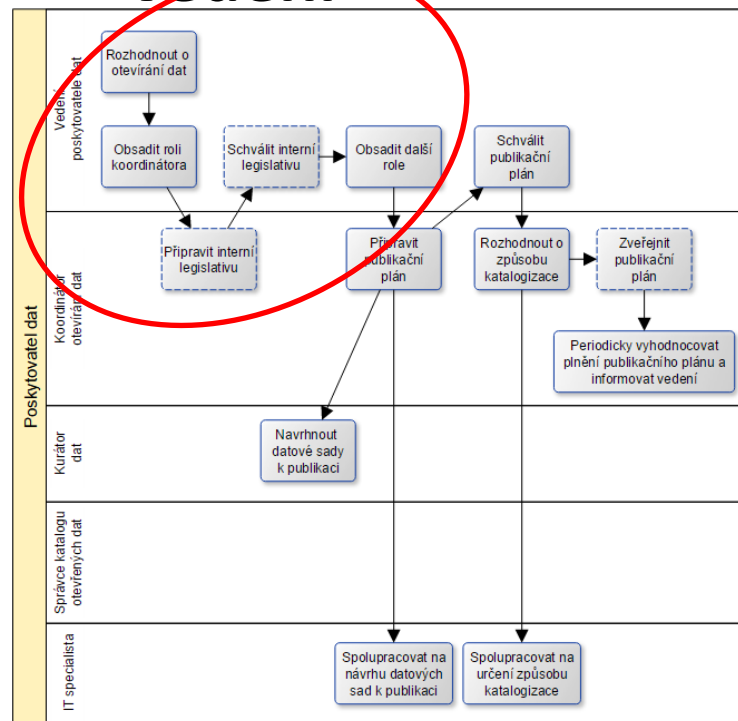 Poskytovatel dat
Vedení
poskytovatele dat
Rozhodnout o
otevírání dat
Obsadit roli
koordinátora
Schválit interní
legislativu
Obsadit další
role
Schválit
publikační
plán
Koordinátor
otevírání dat
Připravit interní
legislativu
Připravit
publikační
plán
Rozhodnout o
způsobu
katalogizace
Zveřejnit
publikační
plán
Periodicky vyhodnocovat
plnění publikačního plánu a
informovat vedení
Kurátor
dat
Navrhnout
datové sady
k publikaci
Správce katalogu
otevřených dat
IT specialista
Spolupracovat na
návrhu datových
sad k publikaci
Spolupracovat na
určení způsobu
katalogizace